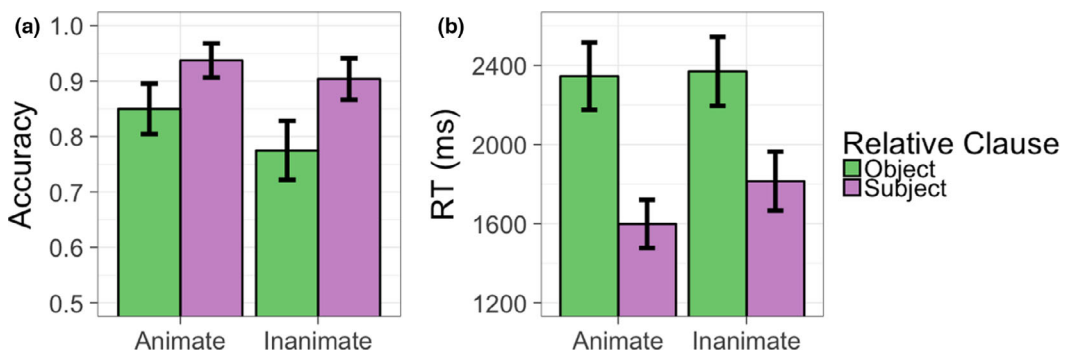 (a)
Accuracy
1.0
0.9
0.8
0.7
0.6
0.5
Animate
Inanimate
(b)
RT (ms)
2400
2000
1600
1200
Animate
Inanimate
Relative Clause
Object
Subject